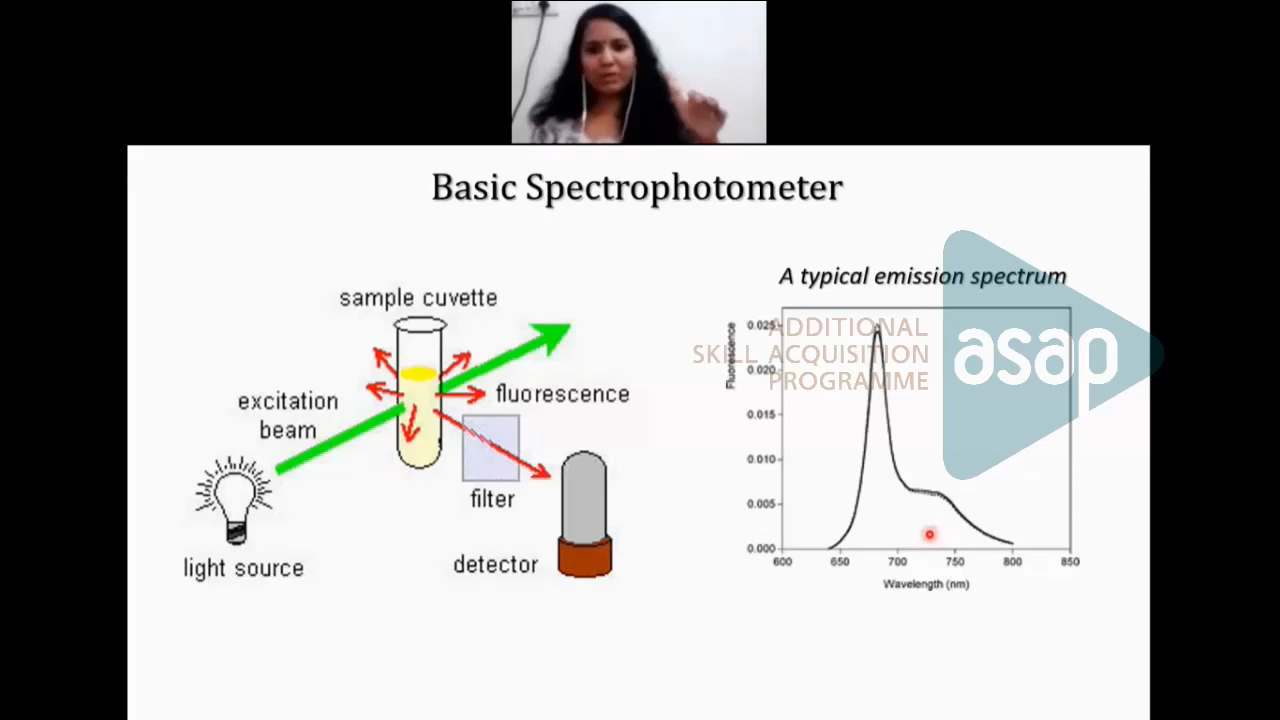 Basic Spectrophotometer
sample cuvette
excitation
beam
fluorescence
filter
light source
detector
A typical emission spectrum
Fluorescence
0.025
0.020
0.015
0.010
0.005
0.000
600
650
700
750
800
850
Wavelength (nm)
ADDITIONAL
SKILL ACQUISITION
PROGRAMME
asap